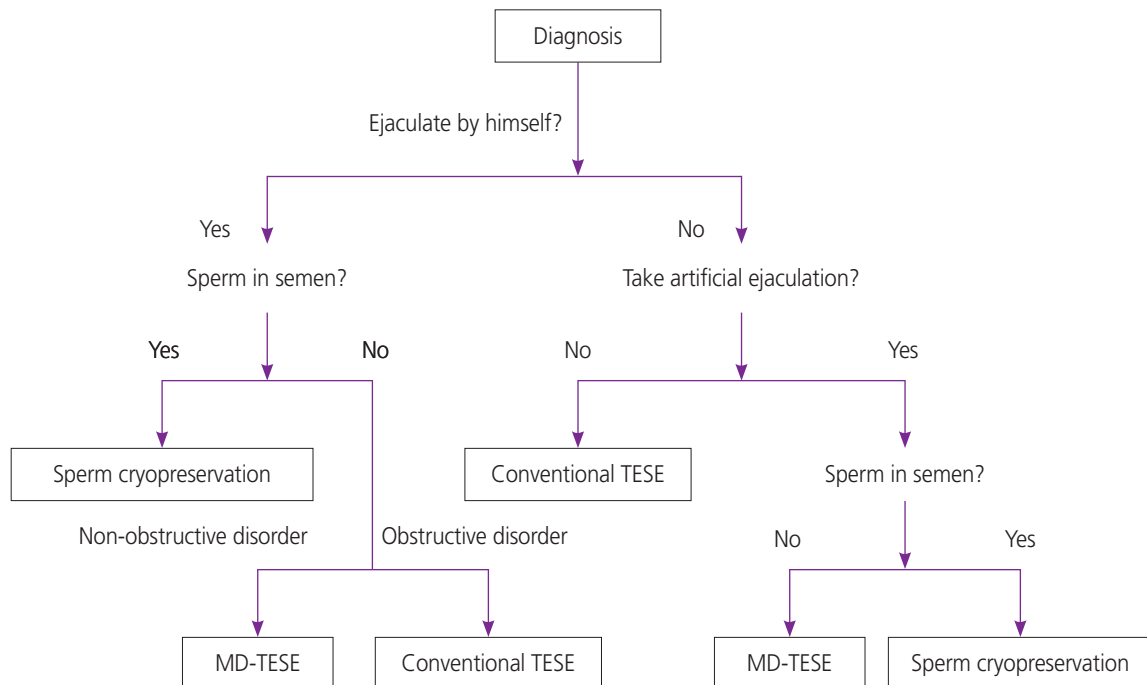 Diagnosis
Ejaculate by himself?
Yes
No
Sperm in semen?
Take artificial ejaculation?
Yes
No
No
Yes
Sperm cryopreservation
Conventional TESE
Sperm in semen?
Non-obstructive disorder
Obstructive disorder
No
Yes
MD-TESE
Conventional TESE
MD-TESE
Sperm cryopreservation